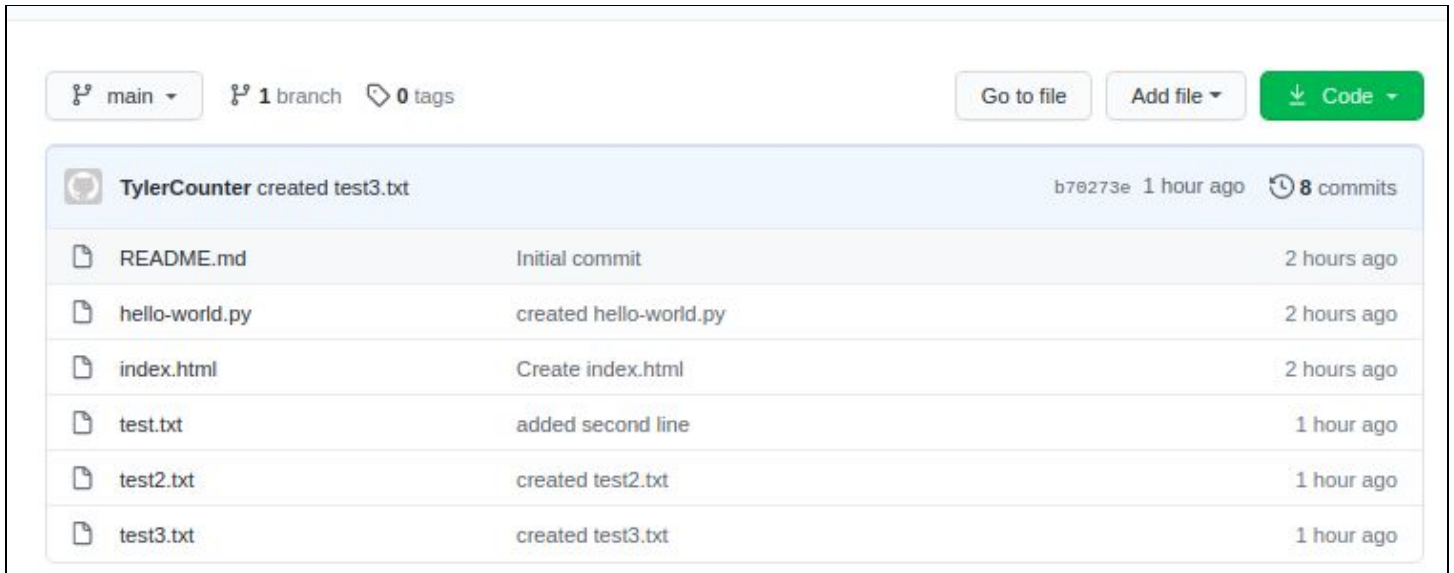 main 1 branch 0 tags Go to file Add file Code
TylerCounter created test3.txt b70273e 1 hour ago 8 commits
README.md Initial commit 2 hours ago
hello-world.py created hello-world.py 2 hours ago
index.html Create index.html 2 hours ago
test.txt added second line 1 hour ago
test2.txt created test2.txt 1 hour ago
test3.txt created test3.txt 1 hour ago